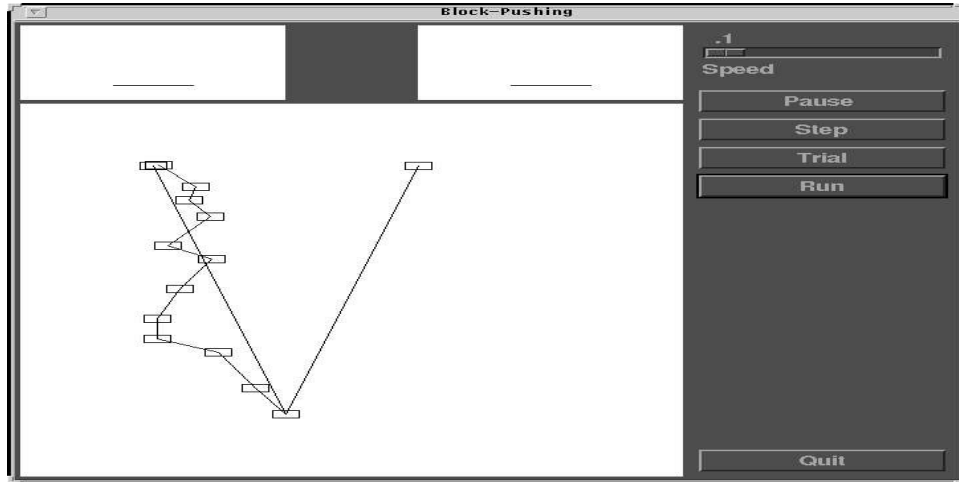 Block-Pushing
.1
Speed
Pause
Step
Trial
Run
Quit